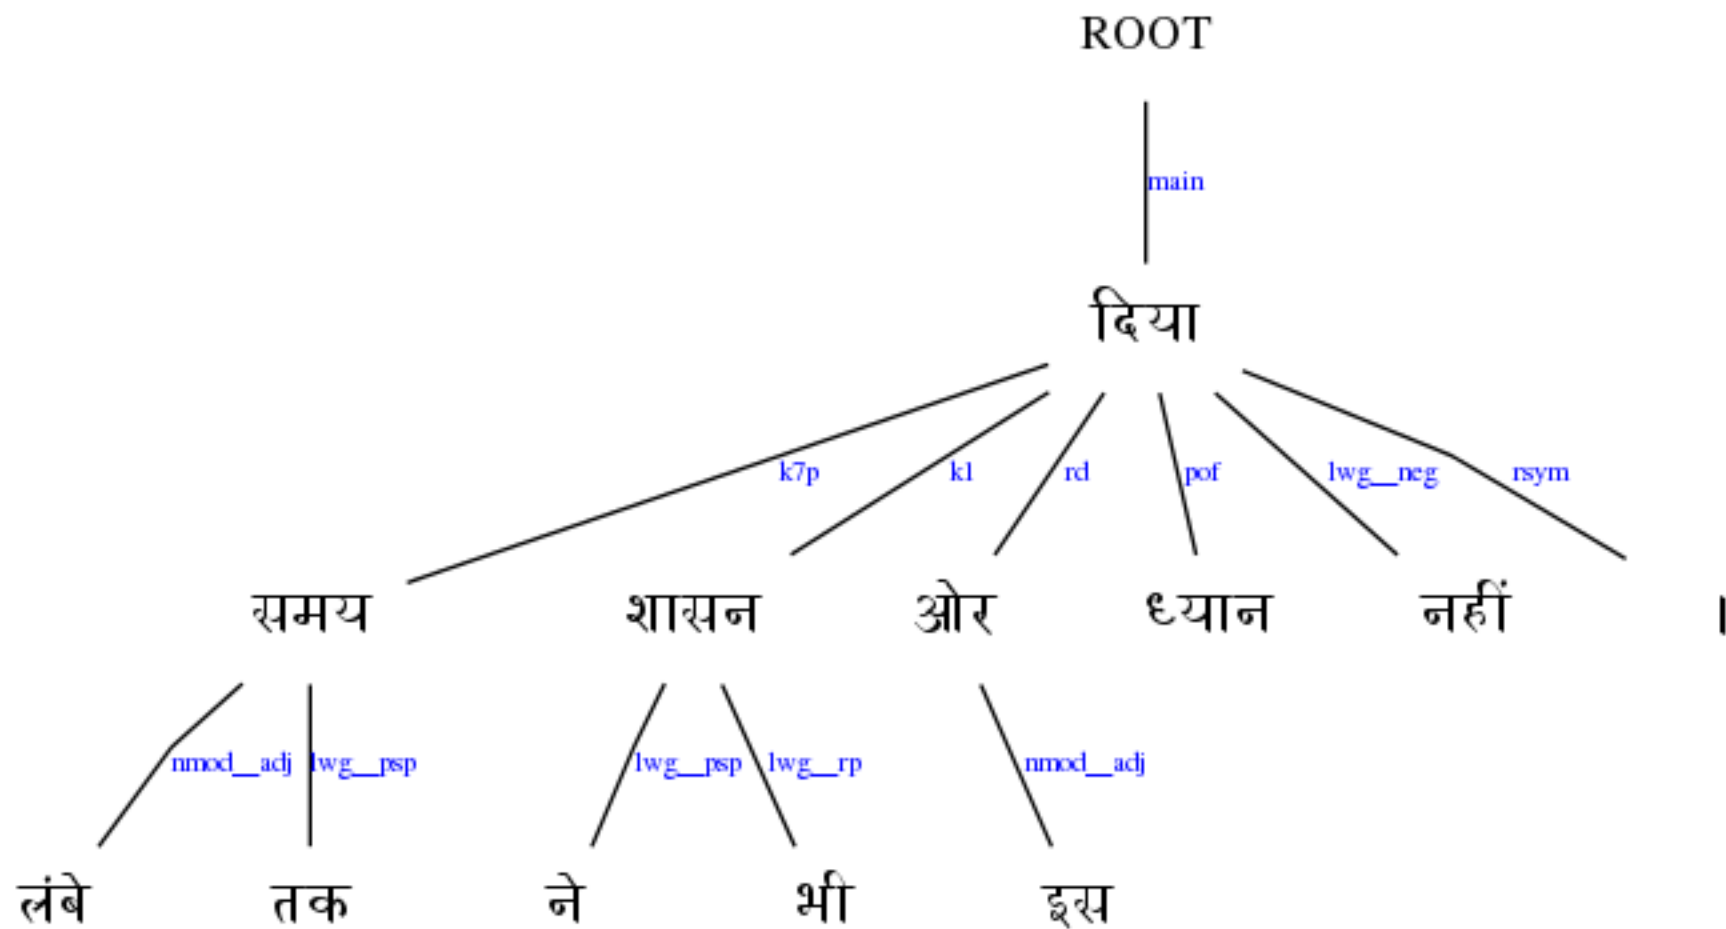 ROOT
main
दिया
k7p k1 rd pof lwg__neg rsym
समय शासन ओर ध्यान नहीं ।
nmod__adj lwg__psp lwg__psp lwg__rp nmod__adj
लंबे तक ने भी इस